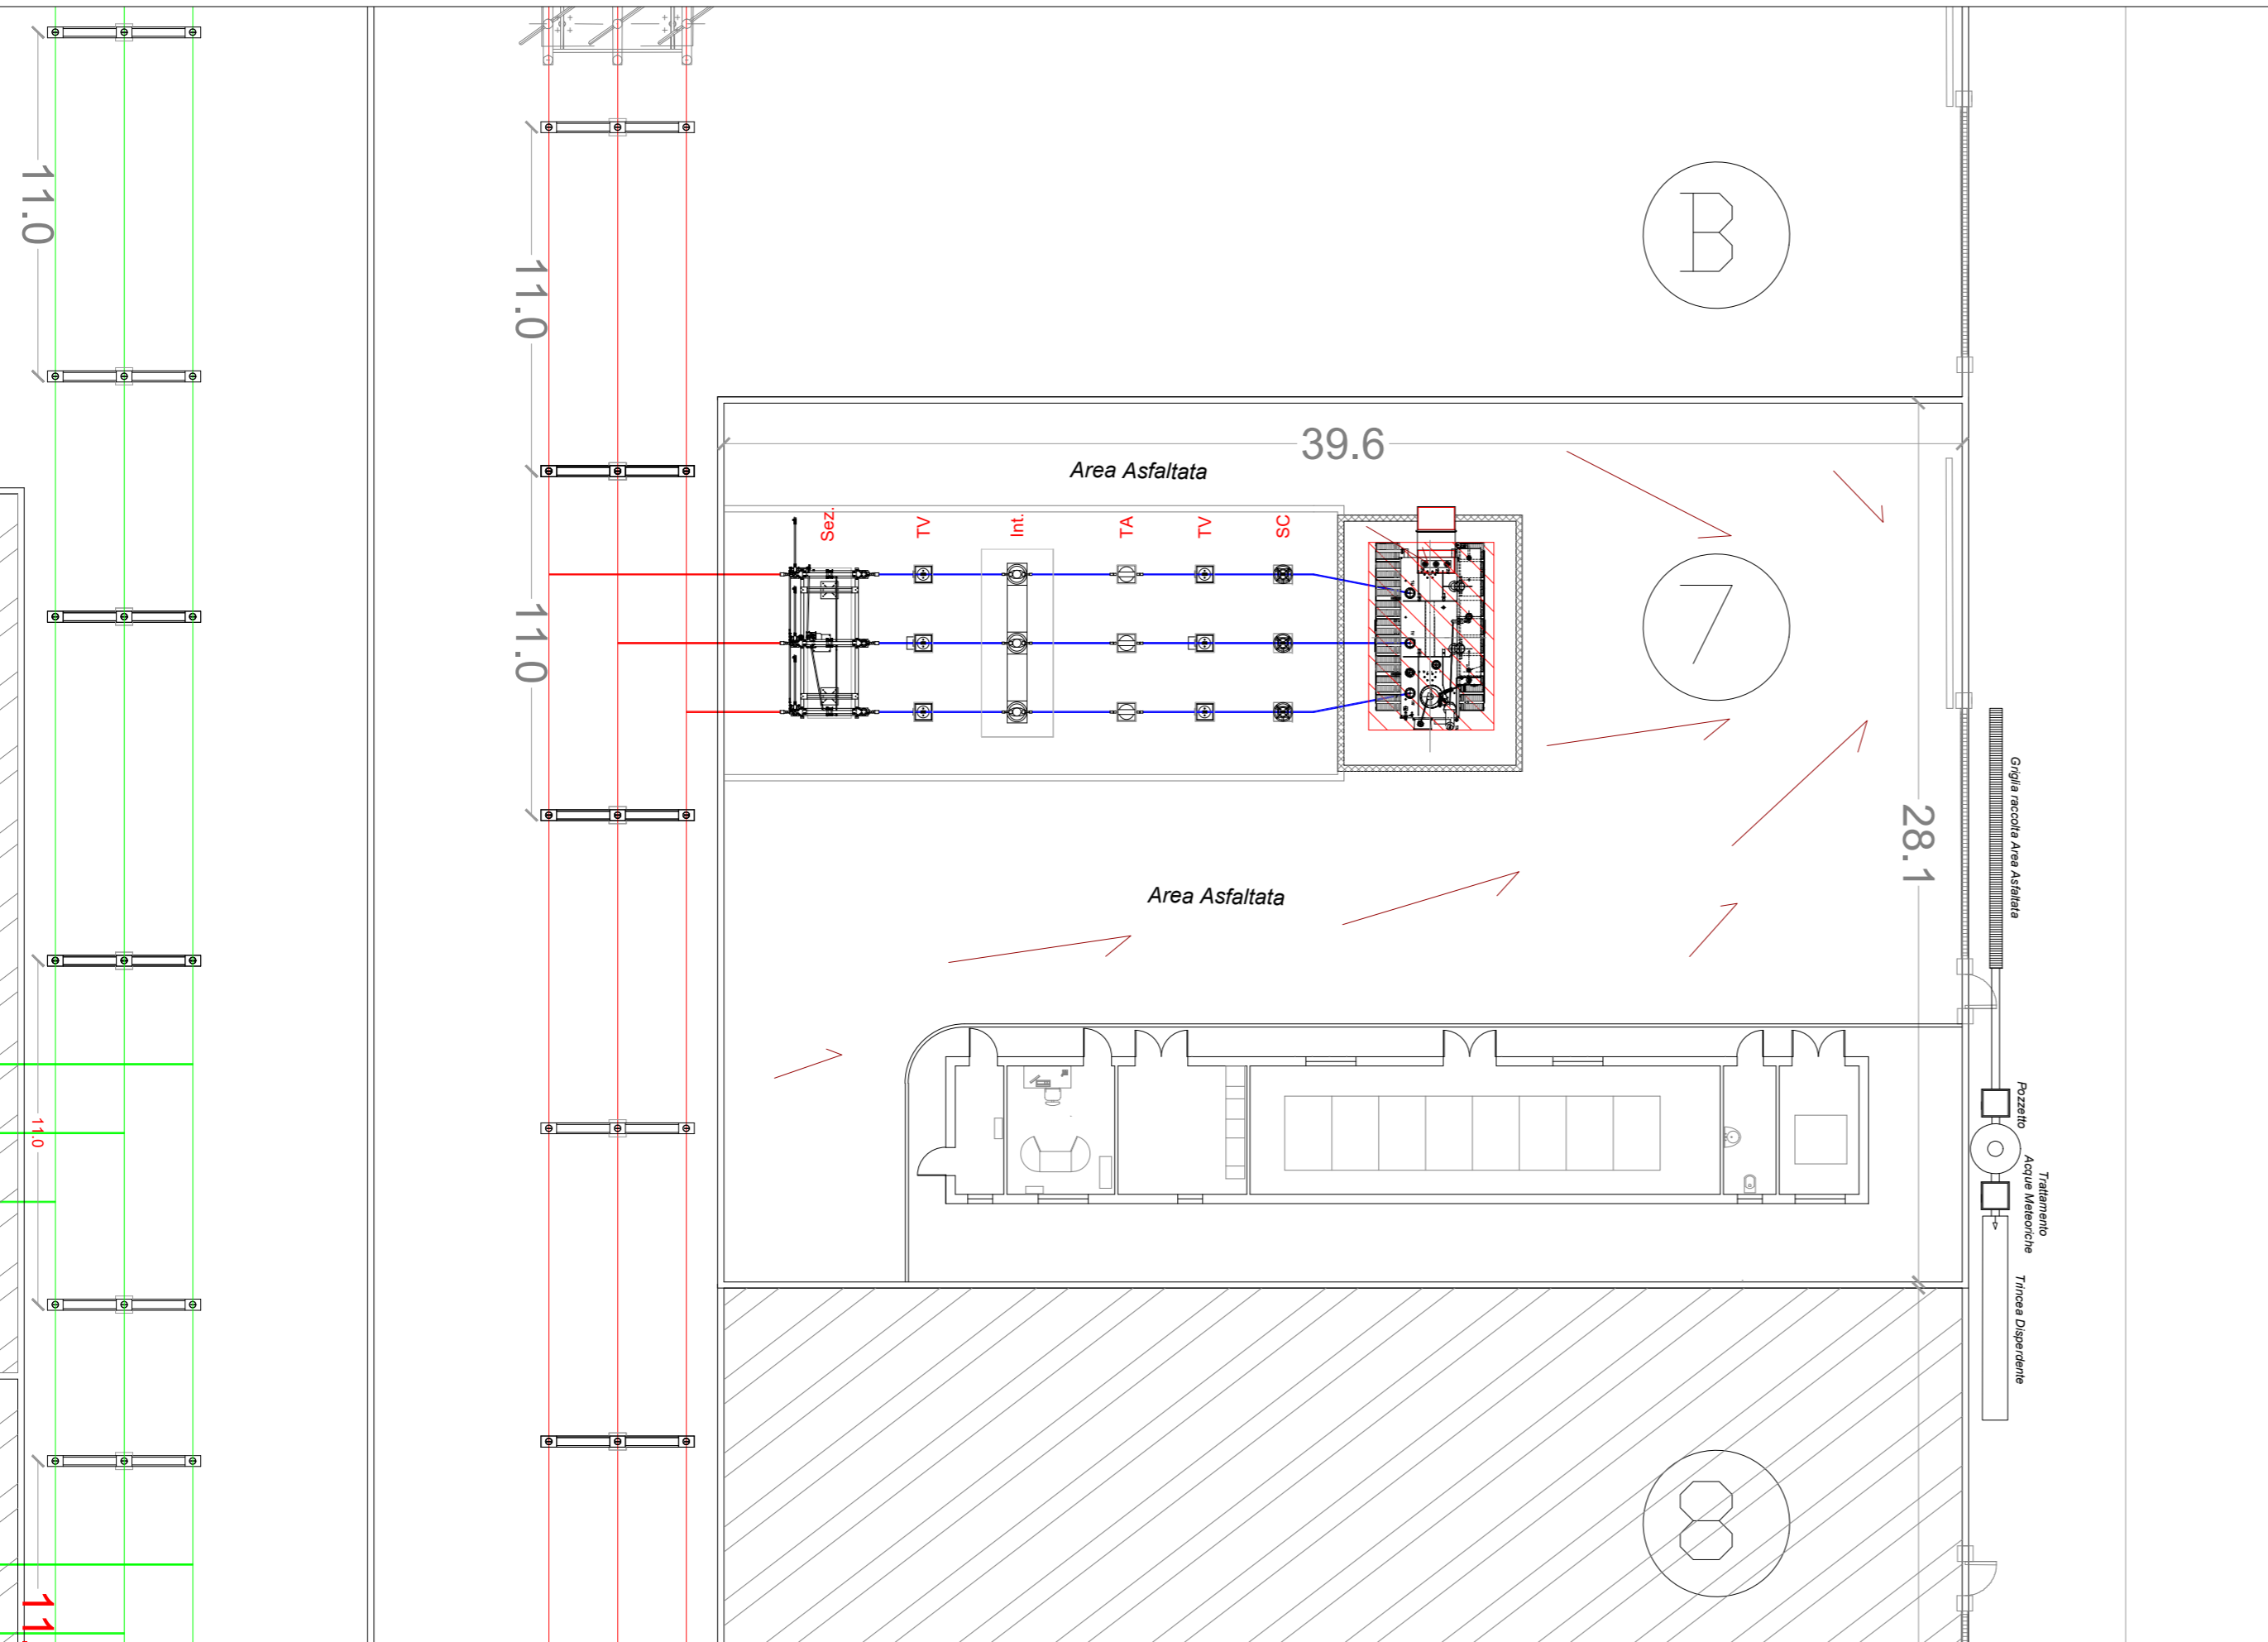 11.0
11.0
B
39.6
Area Asfaltata
Sez.
TV
Int.
TA
TV
SC
7
11.0
28.1
Griglia raccolta Area Asfaltata
Area Asfaltata
11.0
Pozzetto
Trattamento
Acque Meteoriche
Trincea Disperdente
8
11